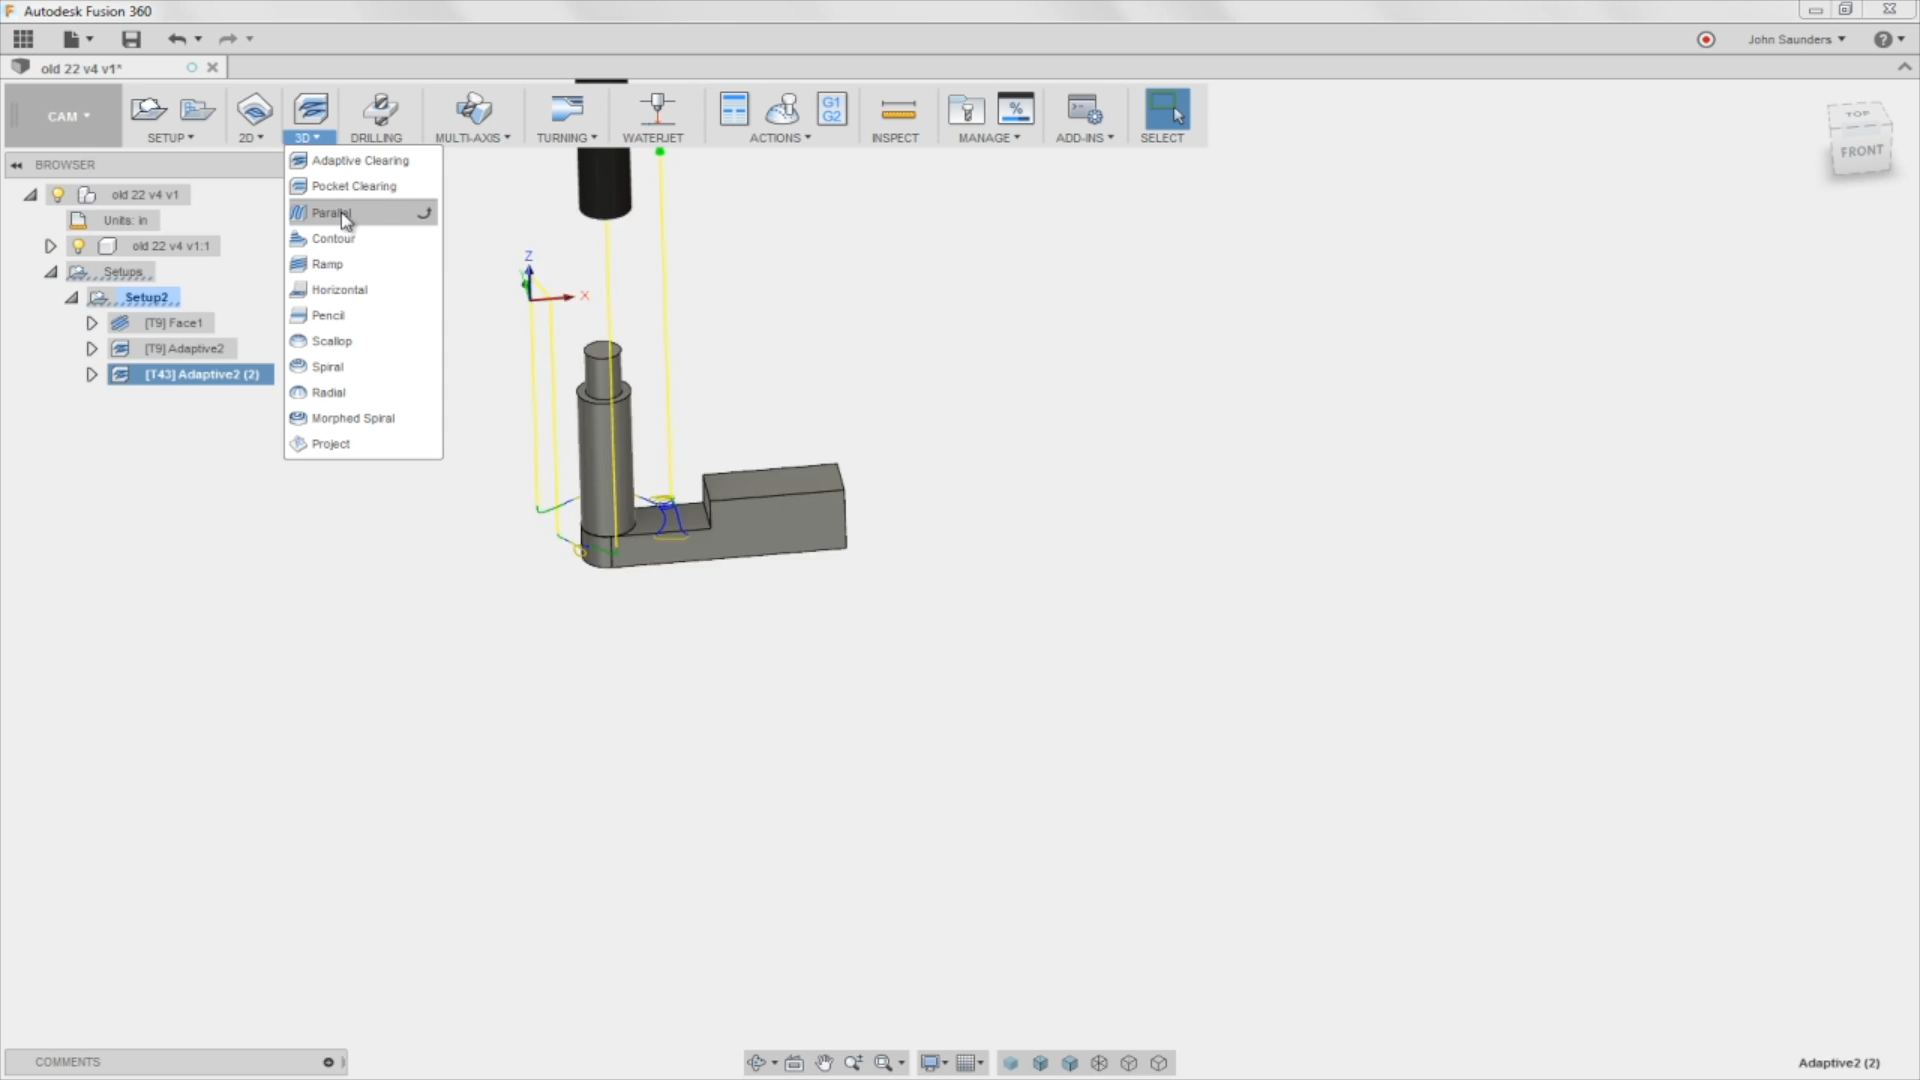 Autodesk Fusion 360
John Saunders
old 22 v4 v1*
CAM
SETUP
2D
3D
DRILLING
MULTI-AXIS
TURNING
WATERJET
G1
G2
ACTIONS
INSPECT
%
MANAGE
ADD-INS
SELECT
TOP
FRONT
BROWSER
old 22 v4 v1
Units: in
old 22 v4 v1:1
Setups
Setup2
[T9] Face1
[T9] Adaptive2
[T43] Adaptive2 (2)
Adaptive Clearing
Pocket Clearing
Parallel
Contour
Ramp
Horizontal
Pencil
Scallop
Spiral
Radial
Morphed Spiral
Project
Z
X
COMMENTS
Adaptive2 (2)